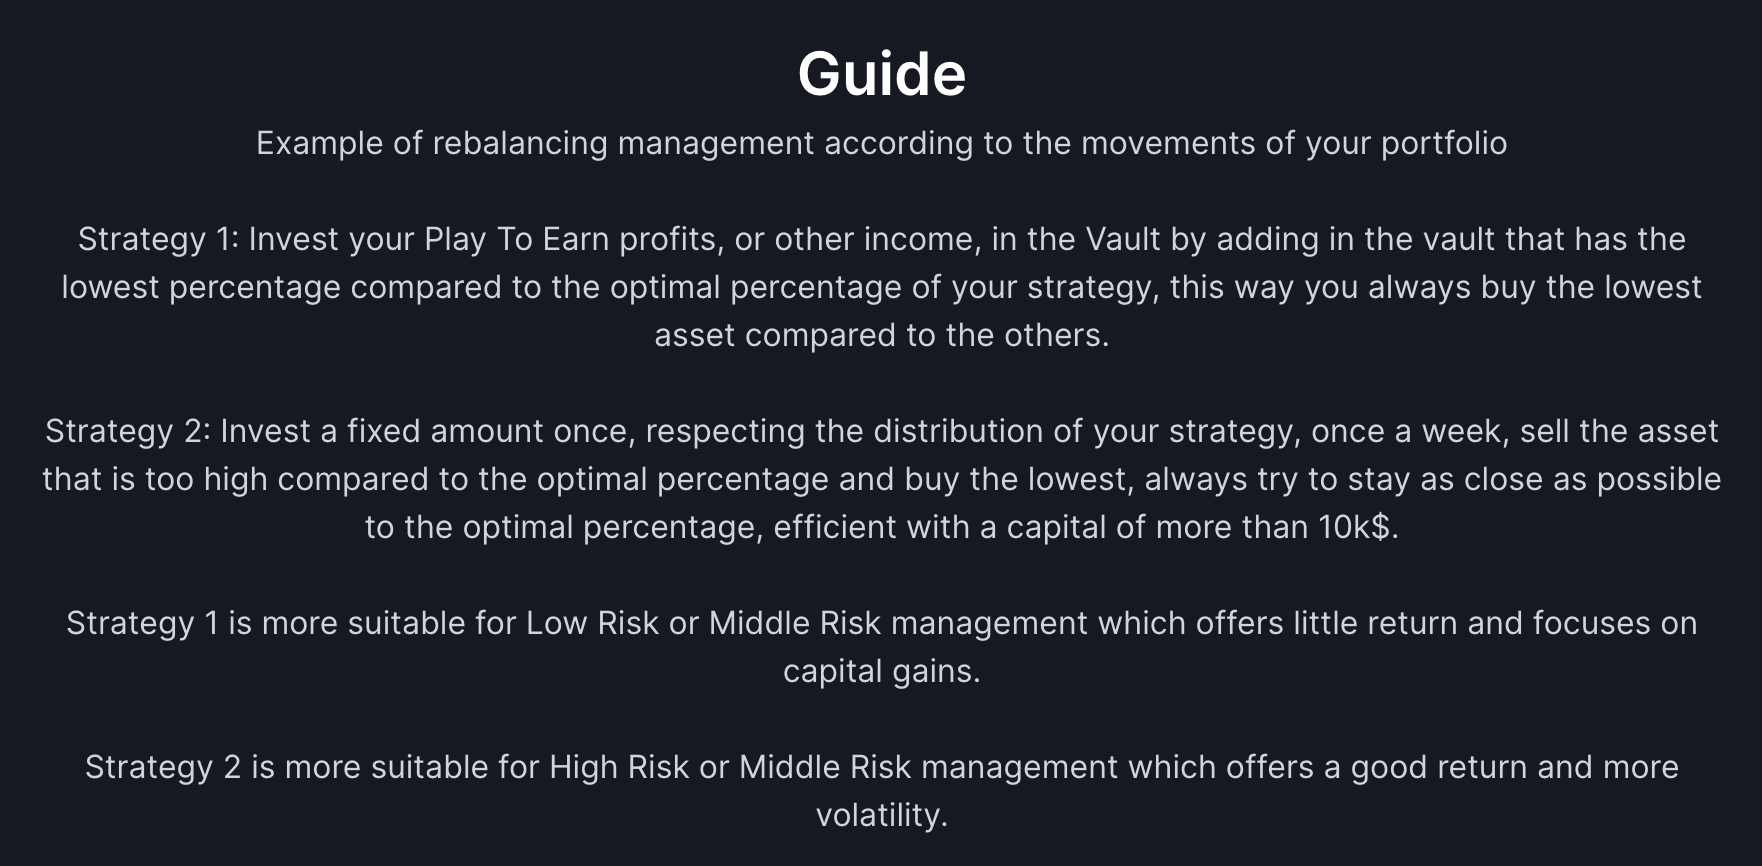 Guide
Example of rebalancing management according to the movements of your portfolio
Strategy 1: Invest your Play To Earn profits, or other income, in the Vault by adding in the vault that has the
lowest percentage compared to the optimal percentage of your strategy, this way you always buy the lowest
asset compared to the others.
Strategy 2: Invest a fixed amount once, respecting the distribution of your strategy, once a week, sell the asset
that is too high compared to the optimal percentage and buy the lowest, always try to stay as close as possible
to the optimal percentage, efficient with a capital of more than 10k$.
Strategy 1 is more suitable for Low Risk or Middle Risk management which offers little return and focuses on
capital gains.
Strategy 2 is more suitable for High Risk or Middle Risk management which offers a good return and more
volatility.